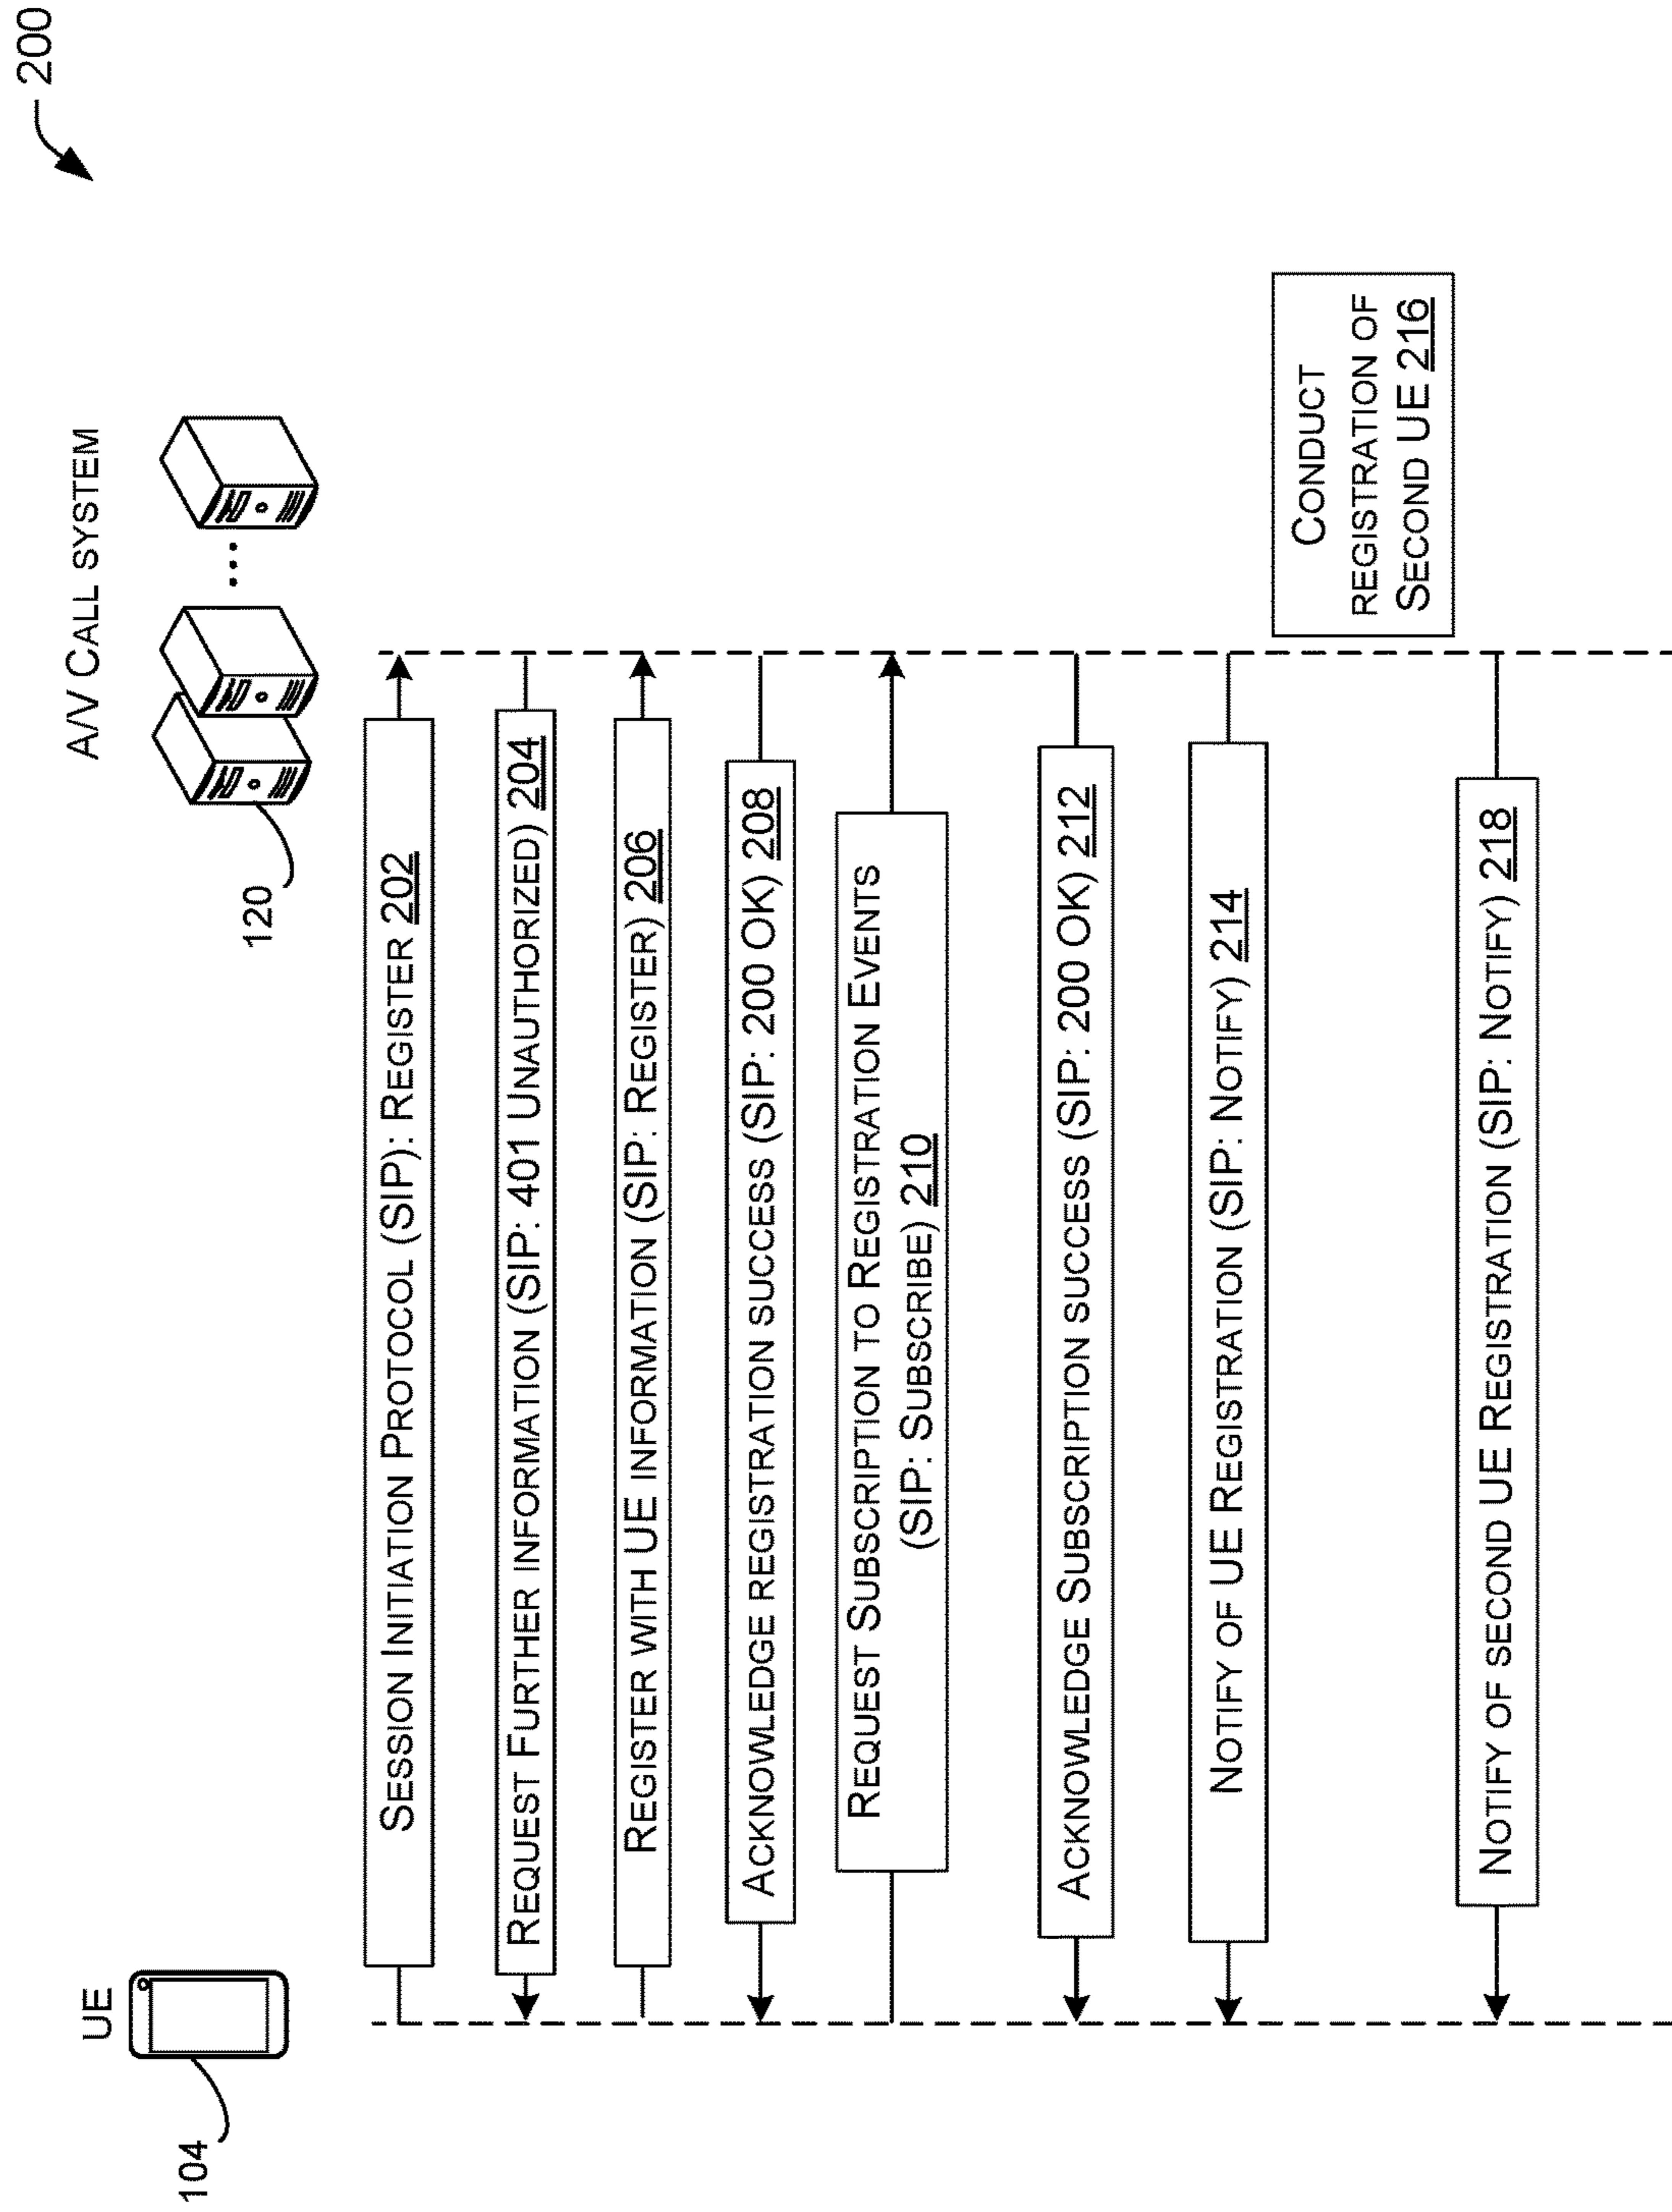 200
UE
A/V CALL SYSTEM
104
120
SESSION INITIATION PROTOCOL (SIP): REGISTER 202
REQUEST FURTHER INFORMATION (SIP: 401 UNAUTHORIZED) 204
REGISTER WITH UE INFORMATION (SIP: REGISTER) 206
ACKNOWLEDGE REGISTRATION SUCCESS (SIP: 200 OK) 208
REQUEST SUBSCRIPTION TO REGISTRATION EVENTS
(SIP: SUBSCRIBE) 210
ACKNOWLEDGE SUBSCRIPTION SUCCESS (SIP: 200 OK) 212
NOTIFY OF UE REGISTRATION (SIP: NOTIFY) 214
CONDUCT
REGISTRATION OF
SECOND UE 216
NOTIFY OF SECOND UE REGISTRATION (SIP: NOTIFY) 218